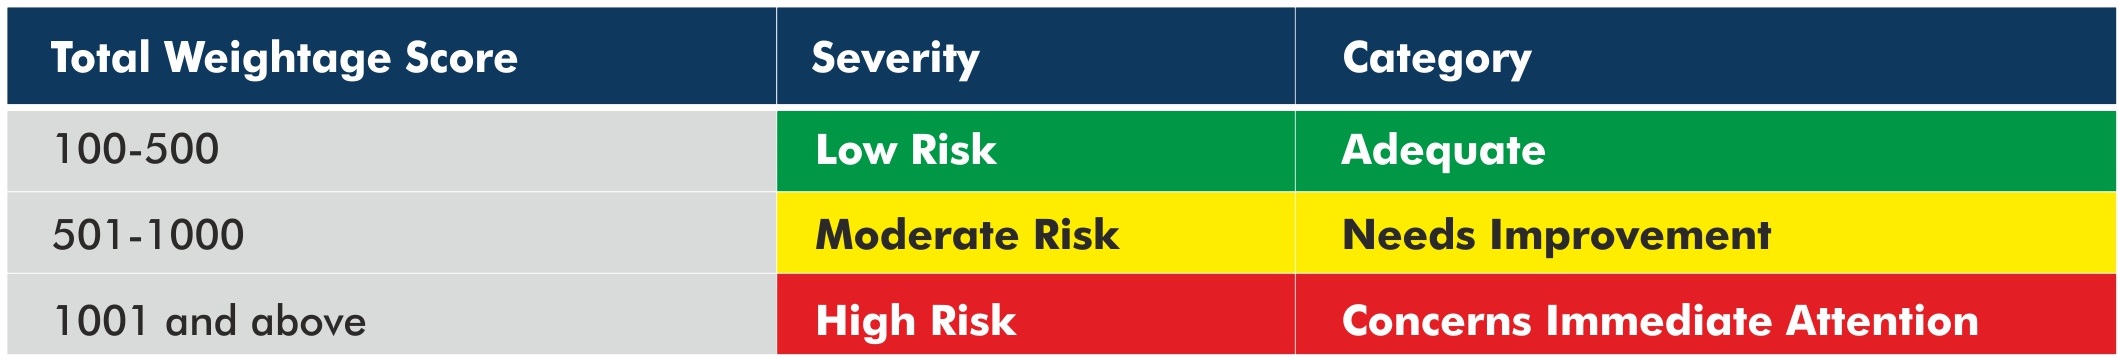 Total Weightage Score Severity Category
100-500 Low Risk Adequate
501-1000 Moderate Risk Needs Improvement
1001 and above High Risk Concerns Immediate Attention